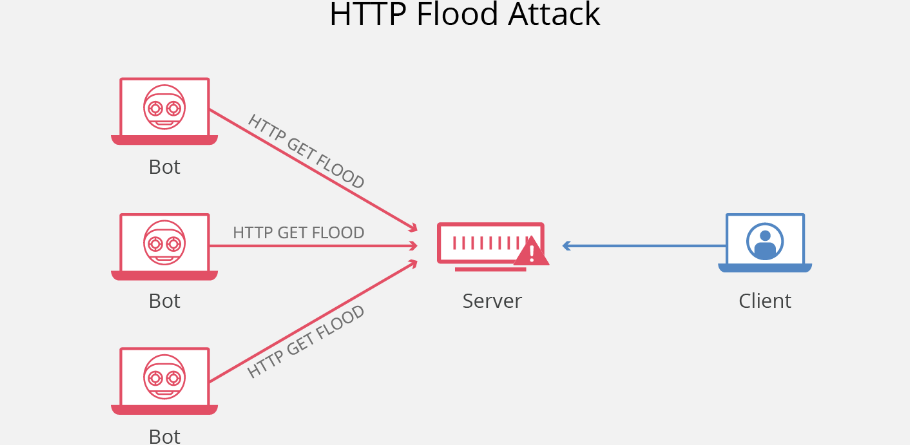 HTTP Flood Attack
HTTP GET FLOOD
Bot
HTTP GET FLOOD
Bot
Server
Client
HTTP GET FLOOD
Bot